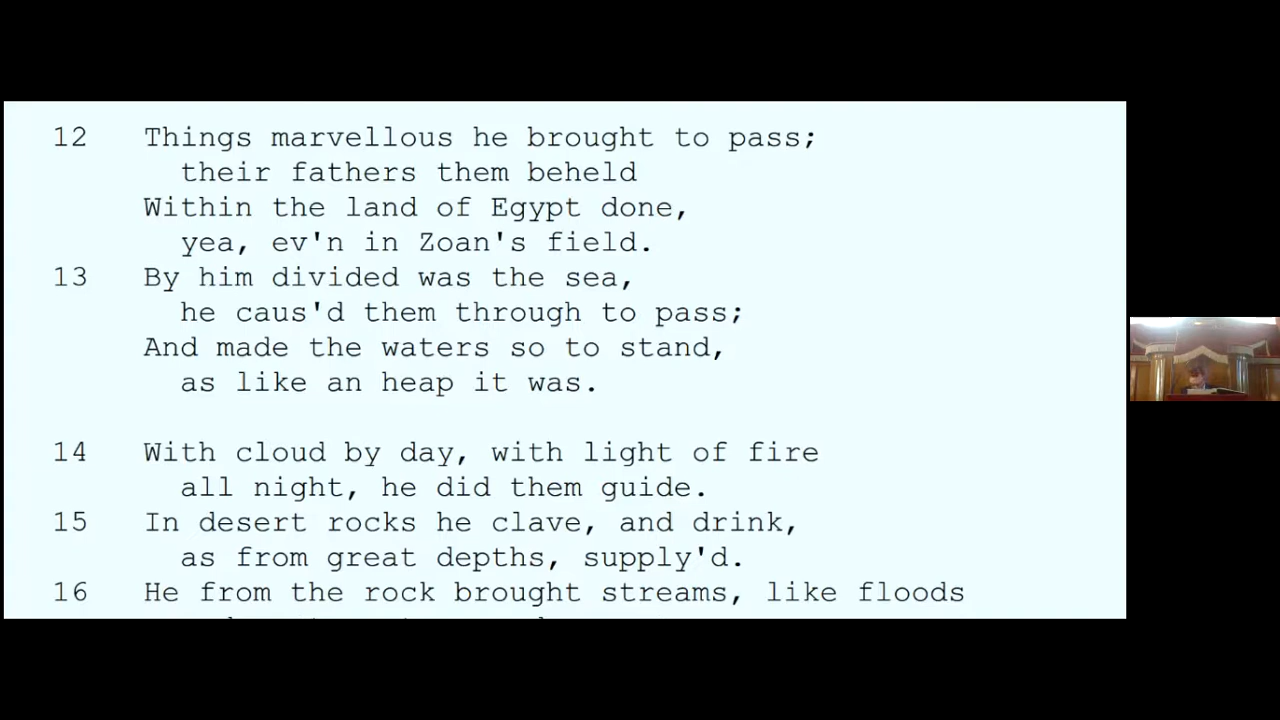 12 Things marvellous he brought to pass;
their fathers them beheld
Within the land of Egypt done,
yea, ev'n in Zoan's field.
13 By him divided was the sea,
he caus'd them through to pass;
And made the waters so to stand,
as like an heap it was.
14 With cloud by day, with light of fire
all night, he did them guide.
15 In desert rocks he clave, and drink,
as from great depths, supply'd.
16 He from the rock brought streams, like floods